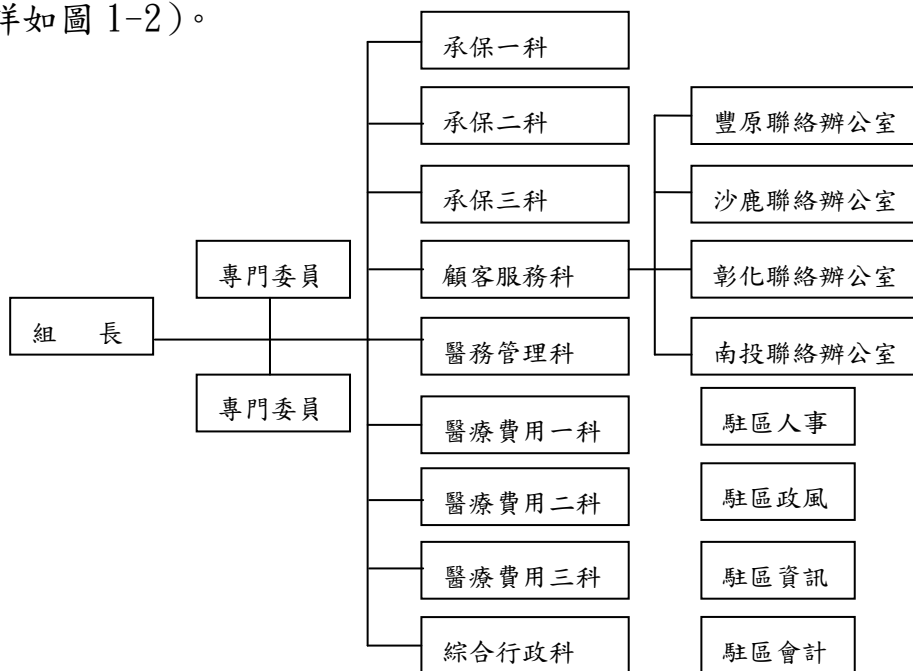 詳如圖 1-2)。
承保一科
承保二科
豐原聯絡辦公室
承保三科
沙鹿聯絡辦公室
專門委員
顧客服務科
彰化聯絡辦公室
組 長
醫務管理科
南投聯絡辦公室
專門委員
醫療費用一科
駐區人事
醫療費用二科
駐區政風
醫療費用三科
駐區資訊
綜合行政科
駐區會計